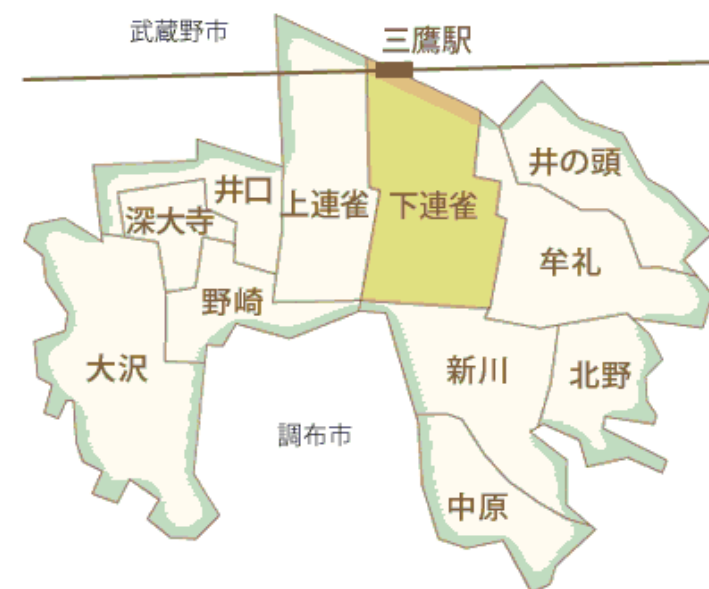 武蔵野市
三鷹駅
井の頭
井口
上連雀
下連雀
深大寺
牟礼
野崎
大沢
新川
北野
調布市
中原